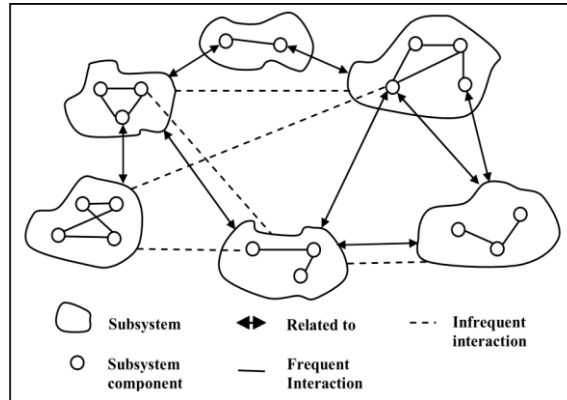 Subsystem
Related to
Infrequent
interaction
Subsystem
component
Frequent
Interaction